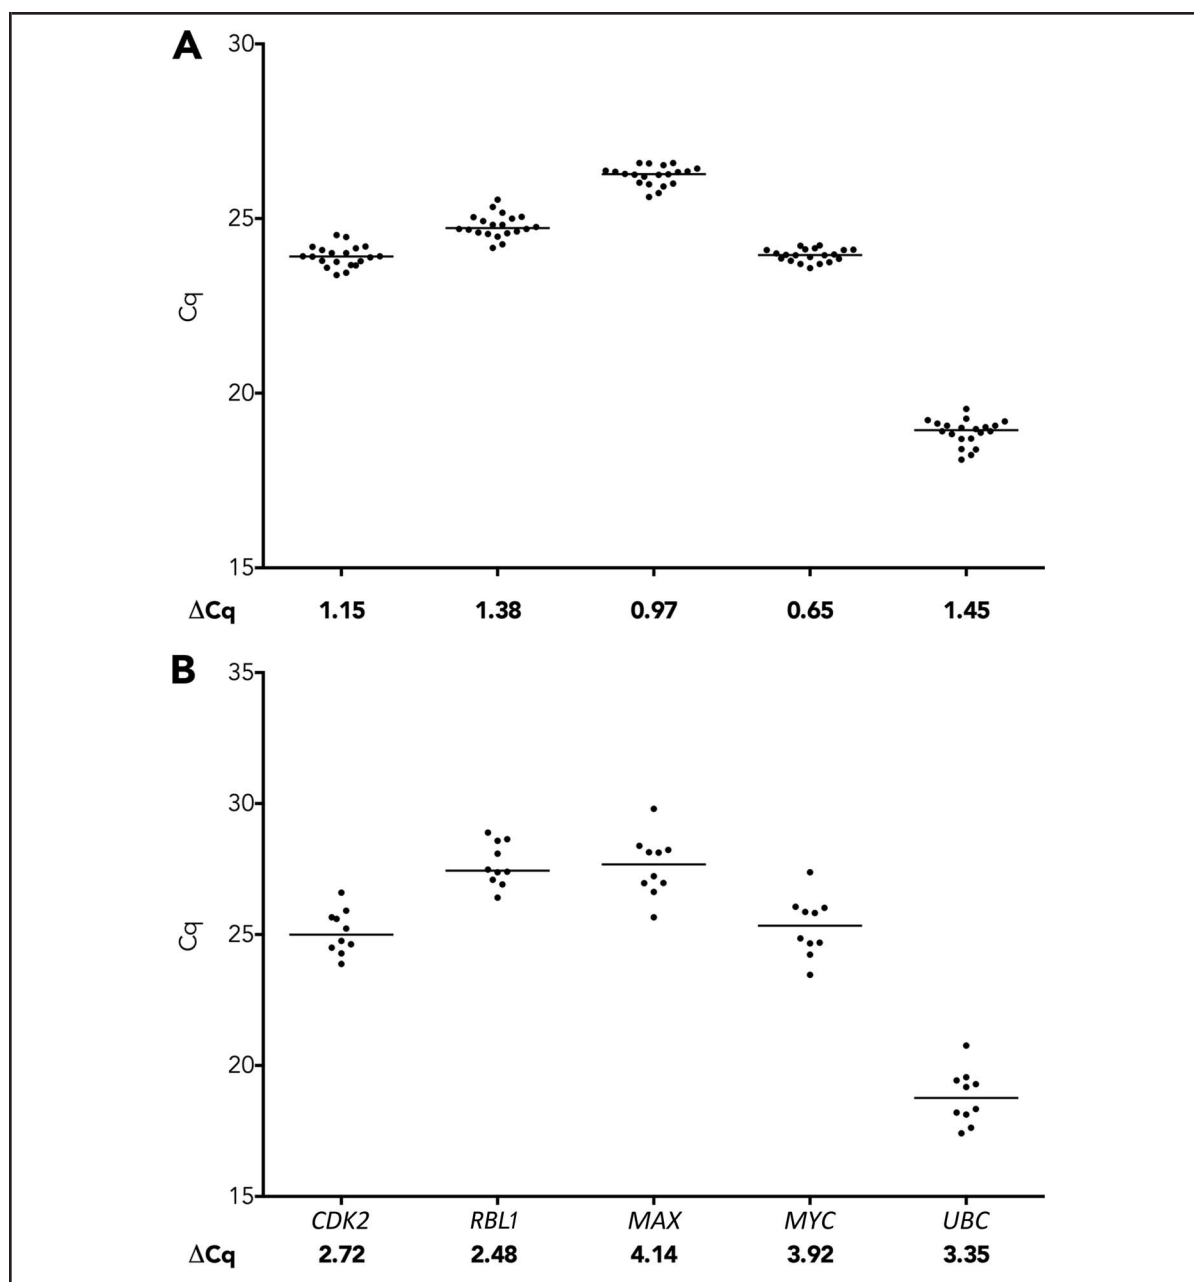 A
30
25
Cq
20
15
ΔCq 1.15 1.38 0.97 0.65 1.45
B
35
30
25
Cq
20
15
CDK2 RBL1 MAX MYC UBC
ΔCq 2.72 2.48 4.14 3.92 3.35